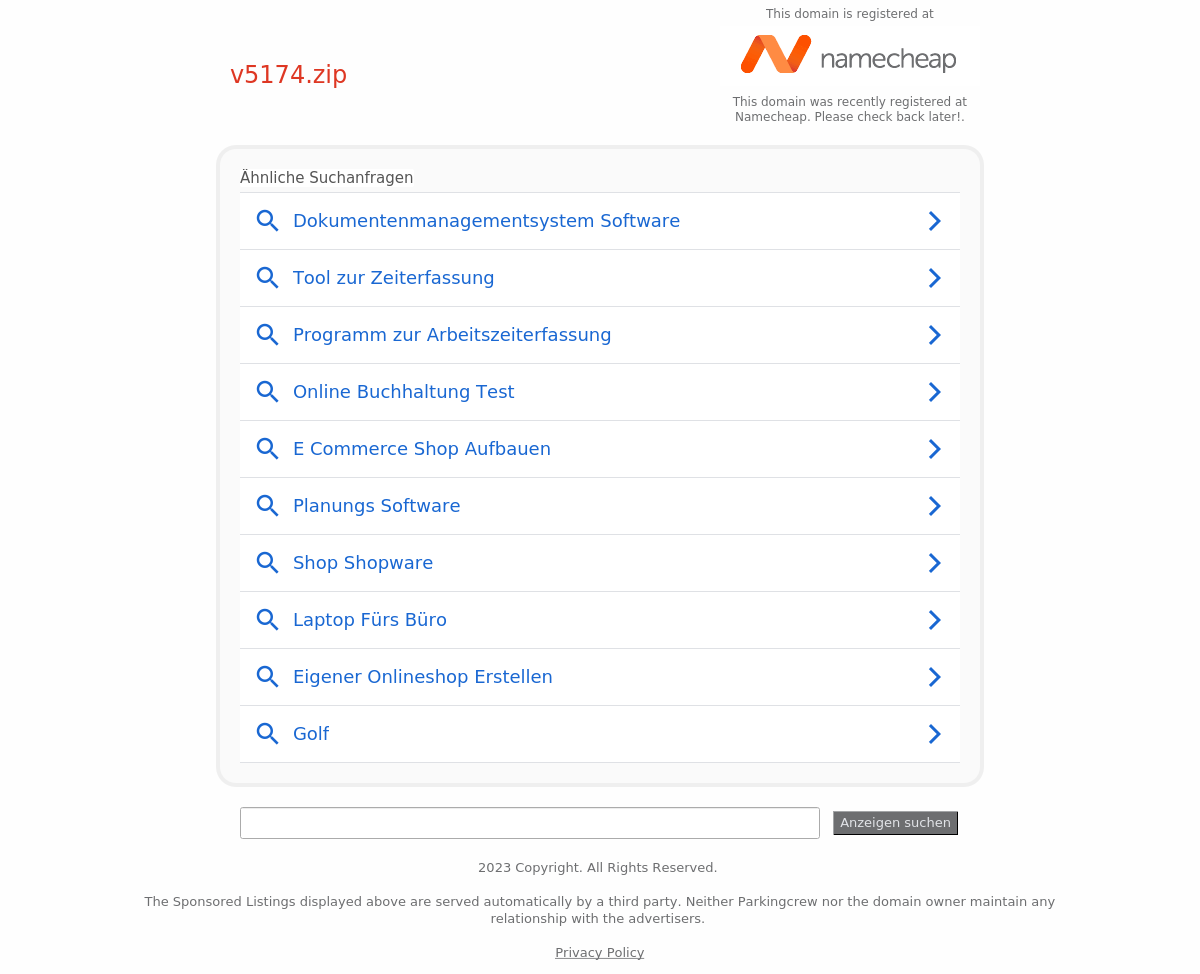 This domain is registered at
namecheap
v5174.zip
This domain was recently registered at
Namecheap. Please check back later!.
Ähnliche Suchanfragen
Dokumentenmanagementsystem Software
Tool zur Zeiterfassung
Programm zur Arbeitszeiterfassung
Online Buchhaltung Test
E Commerce Shop Aufbauen
Planungs Software
Shop Shopware
Laptop Fürs Büro
Eigener Onlineshop Erstellen
Golf
Anzeigen suchen
2023 Copyright. All Rights Reserved.
The Sponsored Listings displayed above are served automatically by a third party. Neither Parkingcrew nor the domain owner maintain any
relationship with the advertisers.
Privacy Policy